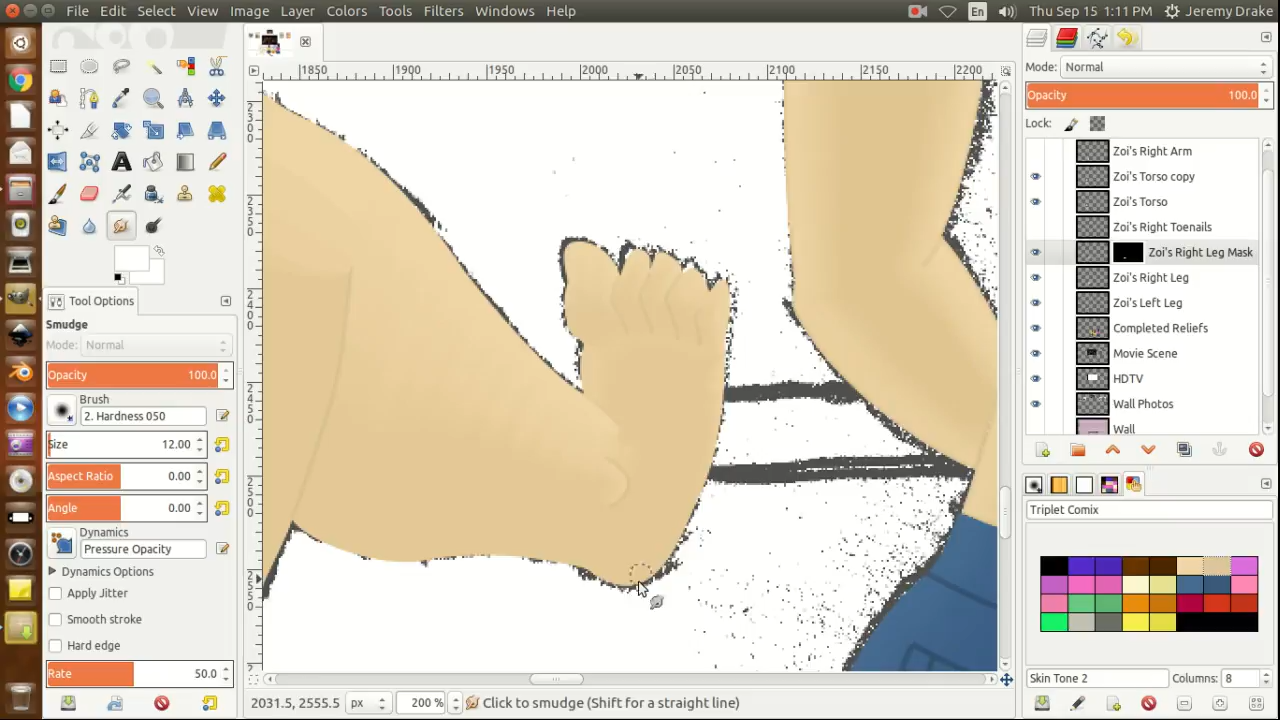 File Edit Select View Image Layer Colors Tools Filters Windows Help
En Thu Sep 15 1:11 PM Jeremy Drake
1850 1900 1950 2000 2050 2100 2150 2200
Mode: Normal
Opacity 100.0
Lock:
Zoi's Right Arm
Zoi's Torso copy
Zoi's Torso
Zoi's Right Toenails
Zoi's Right Leg Mask
Zoi's Right Leg
Zoi's Left Leg
Completed Reliefs
Movie Scene
HDTV
Wall Photos
Wall
Tool Options
Smudge
Mode: Normal
Opacity 100.0
Brush
2. Hardness 050
Size 12.00
Aspect Ratio 0.00
Angle 0.00
Dynamics
Pressure Opacity
Dynamics Options
Apply Jitter
Smooth stroke
Hard edge
Rate 50.0
Triplet Comix
Skin Tone 2 Columns: 8
2031.5, 2555.5 px 200 % Click to smudge (Shift for a straight line)